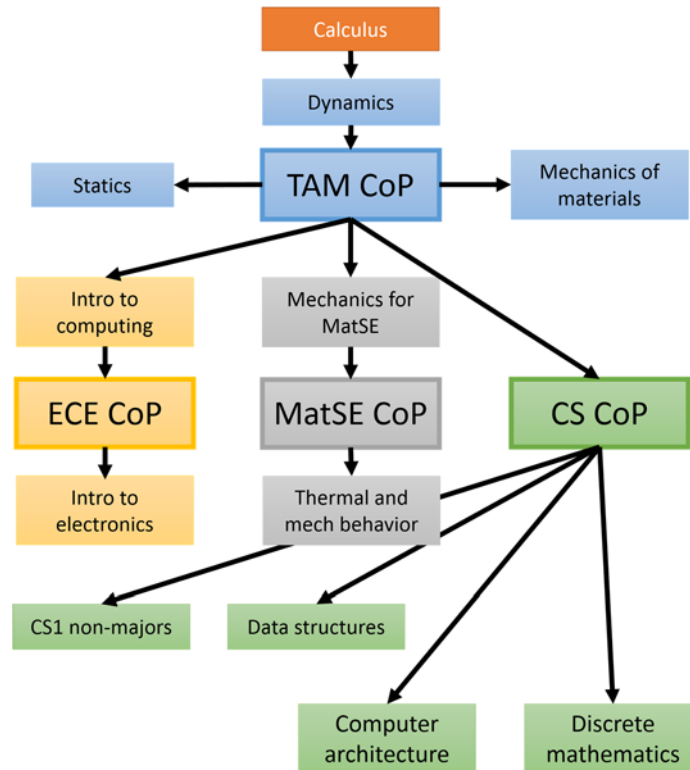 Calculus
Dynamics
Statics
TAM CoP
Mechanics of
materials
Intro to
computing
Mechanics for
MatSE
ECE CoP
MatSE CoP
CS CoP
Intro to
electronics
Thermal and
mech behavior
CS1 non-majors
Data structures
Computer
architecture
Discrete
mathematics